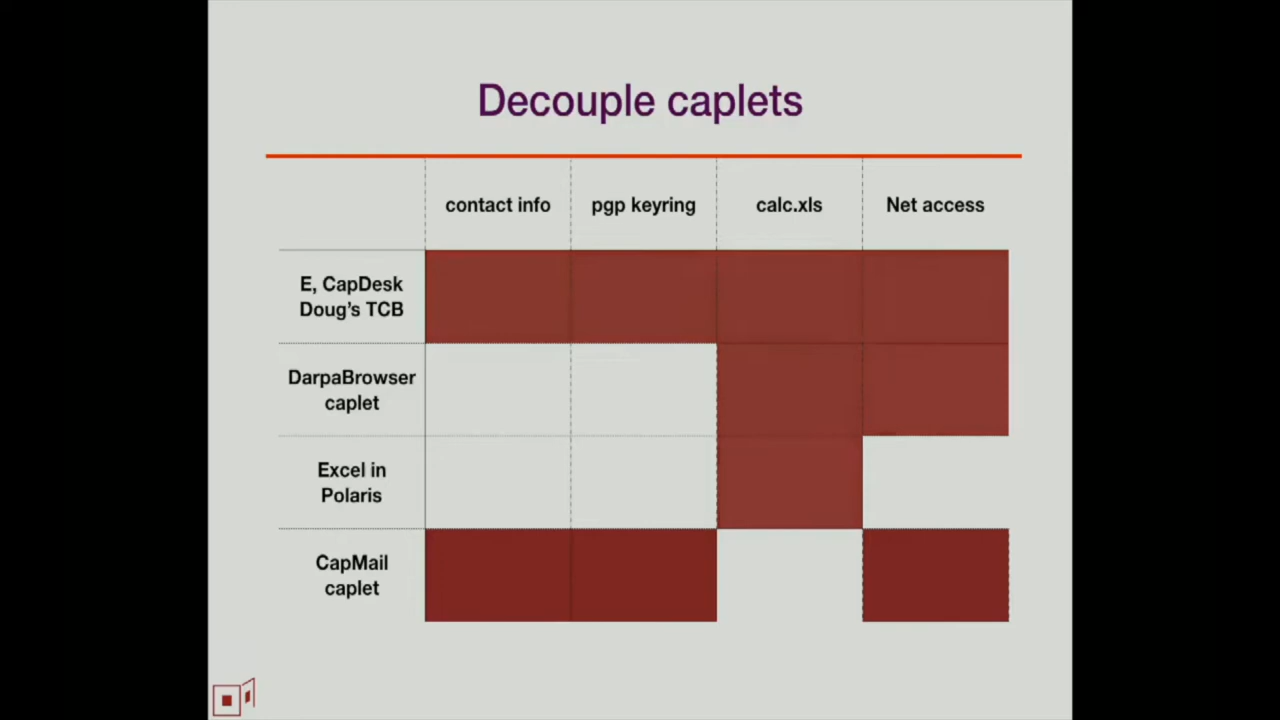 Decouple caplets
contact info
pgp keyring
calc.xls
Net access
E, CapDesk
Doug's TCB
DarpaBrowser
caplet
Excel in
Polaris
CapMail
caplet